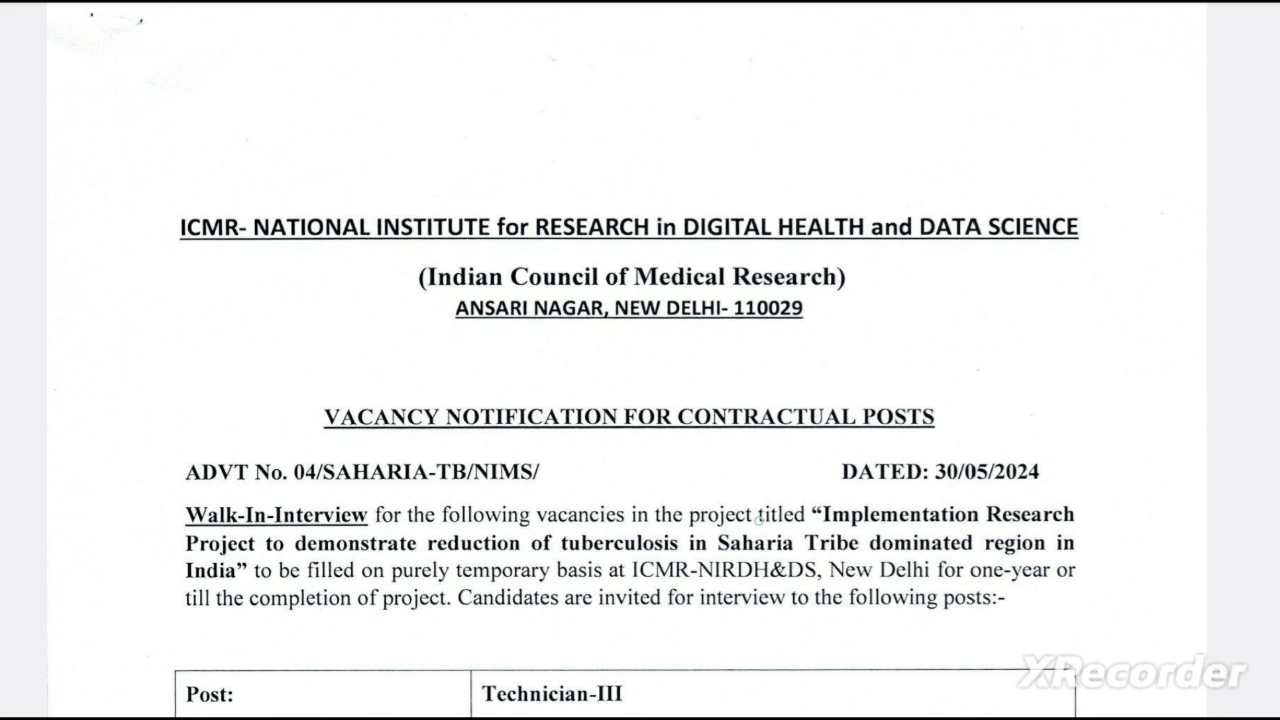 ICMR- NATIONAL INSTITUTE for RESEARCH in DIGITAL HEALTH and DATA SCIENCE
(Indian Council of Medical Research)
ANSARI NAGAR, NEW DELHI- 110029
VACANCY NOTIFICATION FOR CONTRACTUAL POSTS
ADVT No. 04/SAHARIA-TB/NIMS/ DATED: 30/05/2024
Walk-In-Interview for the following vacancies in the project titled “Implementation Research
Project to demonstrate reduction of tuberculosis in Saharia Tribe dominated region in
India” to be filled on purely temporary basis at ICMR-NIRDH&DS, New Delhi for one-year or
till the completion of project. Candidates are invited for interview to the following posts:-
Post: Technician-III
XRecorder